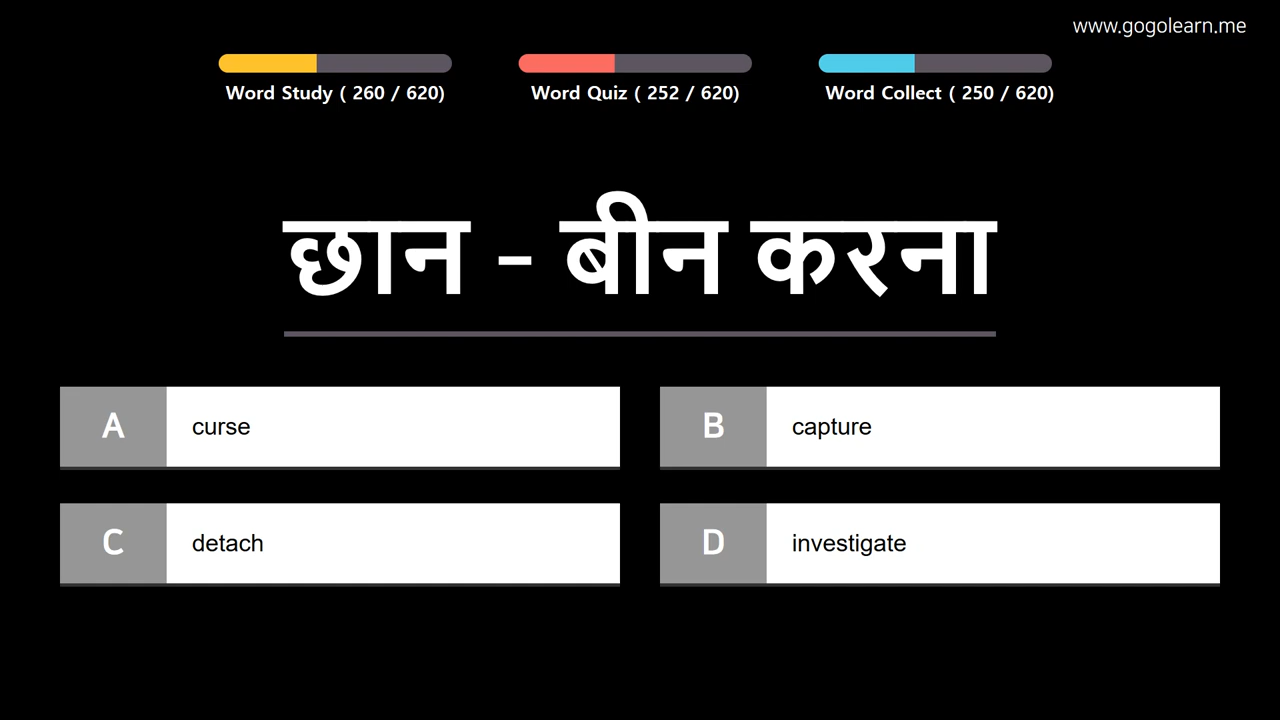 www.gogolearn.me
Word Study ( 260 / 620)
Word Quiz ( 252 / 620)
Word Collect ( 250 / 620)
छान - बीन करना
A curse
B capture
C detach
D investigate